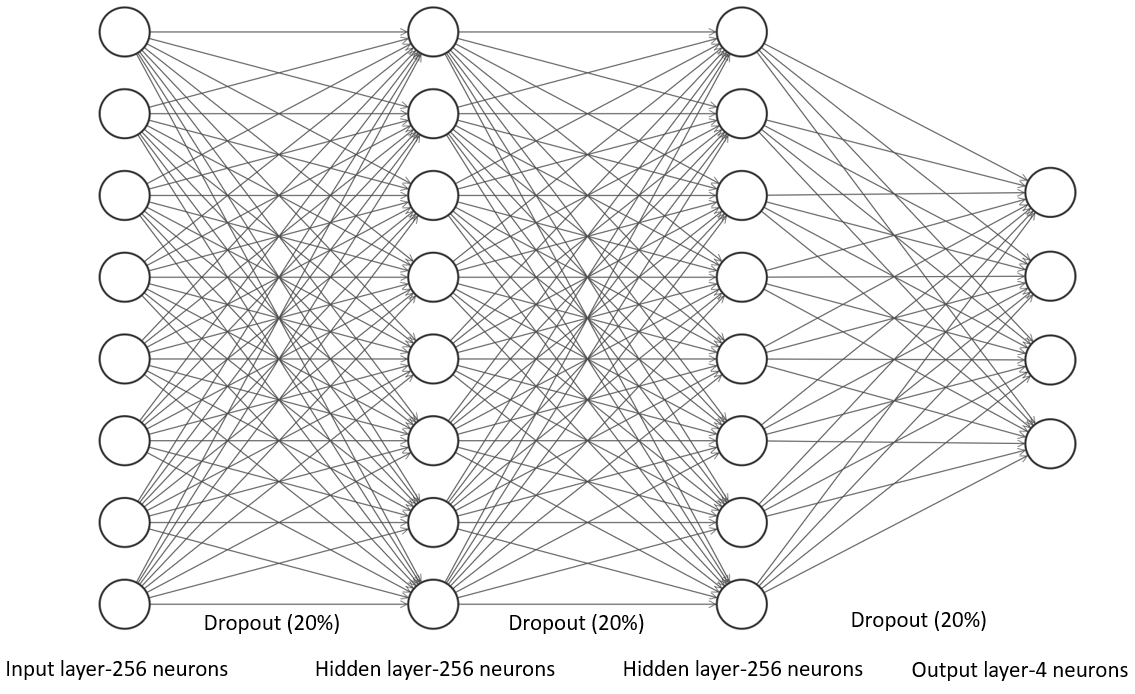 Dropout (20%)
Dropout (20%)
Dropout (20%)
Input layer-256 neurons
Hidden layer-256 neurons
Hidden layer-256 neurons
Output layer-4 neurons